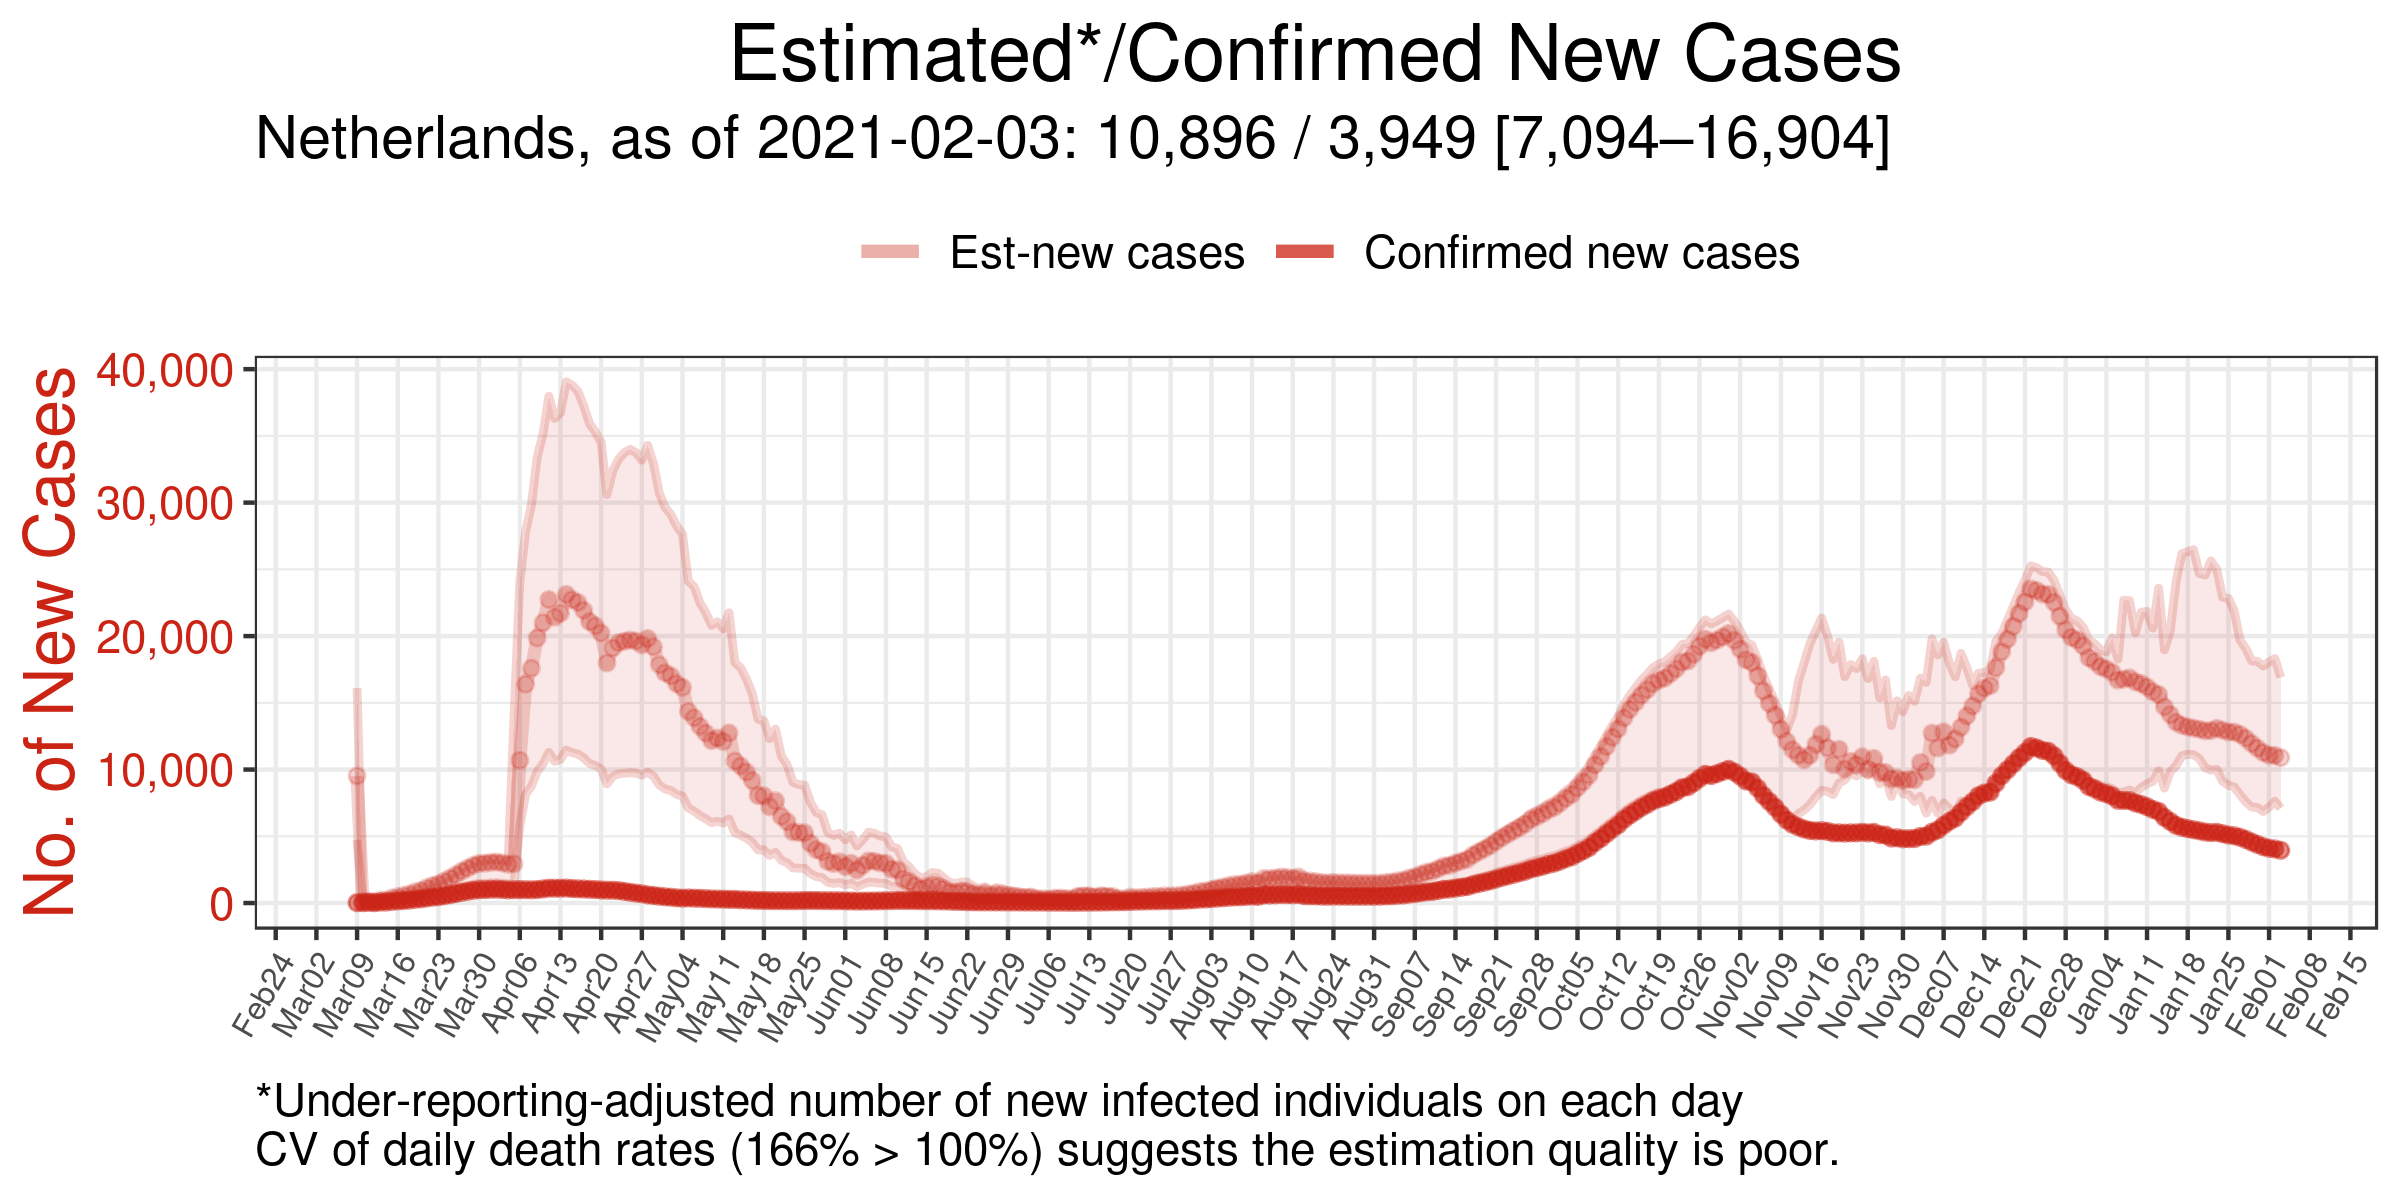 Estimated*/Confirmed New Cases
Netherlands, as of 2021-02-03: 10,896 / 3,949 [7,094–16,904]
Est-new cases
Confirmed new cases
No. of New Cases
40,000
30,000
20,000
10,000
0
Feb24
Mar02
Mar09
Mar16
Mar23
Mar30
Apr06
Apr13
Apr20
Apr27
May04
May11
May18
May25
Jun01
Jun08
Jun15
Jun22
Jun29
Jul06
Jul13
Jul20
Jul27
Aug03
Aug10
Aug17
Aug24
Aug31
Sep07
Sep14
Sep21
Sep28
Oct05
Oct12
Oct19
Oct26
Nov02
Nov09
Nov16
Nov23
Nov30
Dec07
Dec14
Dec21
Dec28
Jan04
Jan11
Jan18
Jan25
Feb01
Feb08
Feb15
*Under-reporting-adjusted number of new infected individuals on each day
CV of daily death rates (166% > 100%) suggests the estimation quality is poor.